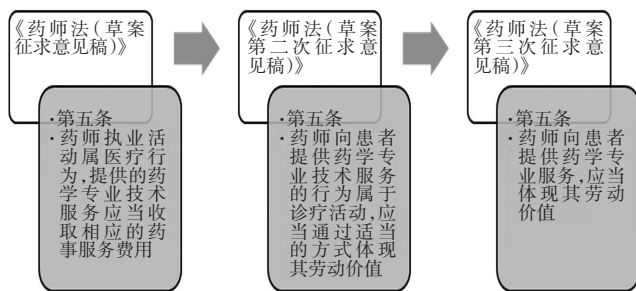 《药师法(草案
征求意见稿)》
·第五条
·药师执业活
动属医疗行
为,提供的药
学专业技术
服务应当收
取相应的药
事服务费用
《药师法(草案
第二次征求意
见稿)》
·第五条
·药师向患者
提供药学专
业技术服务
的行为属于
诊疗活动,应
当通过适当
的方式体现
其劳动价值
《药师法(草案
第三次征求意
见稿)》
·第五条
·药师向患者
提供药学专
业服务,应当
体现其劳动
价值